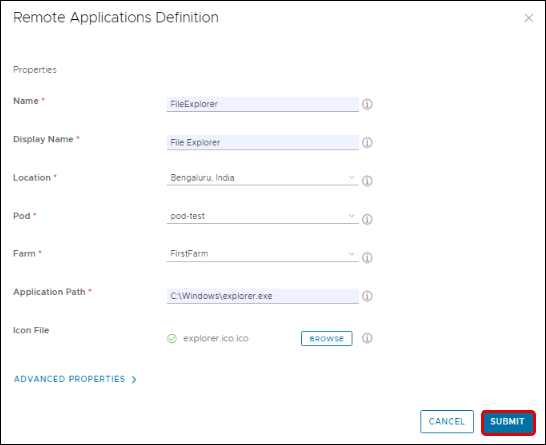 Remote Applications Definition
Properties
Name *
FileExplorer
Display Name *
File Explorer
Location *
Bengaluru, India
Pod *
pod-test
Farm *
FirstFarm
Application Path *
C:\Windows\explorer.exe
Icon File
explorer.ico.ico
BROWSE
ADVANCED PROPERTIES
CANCEL
SUBMIT